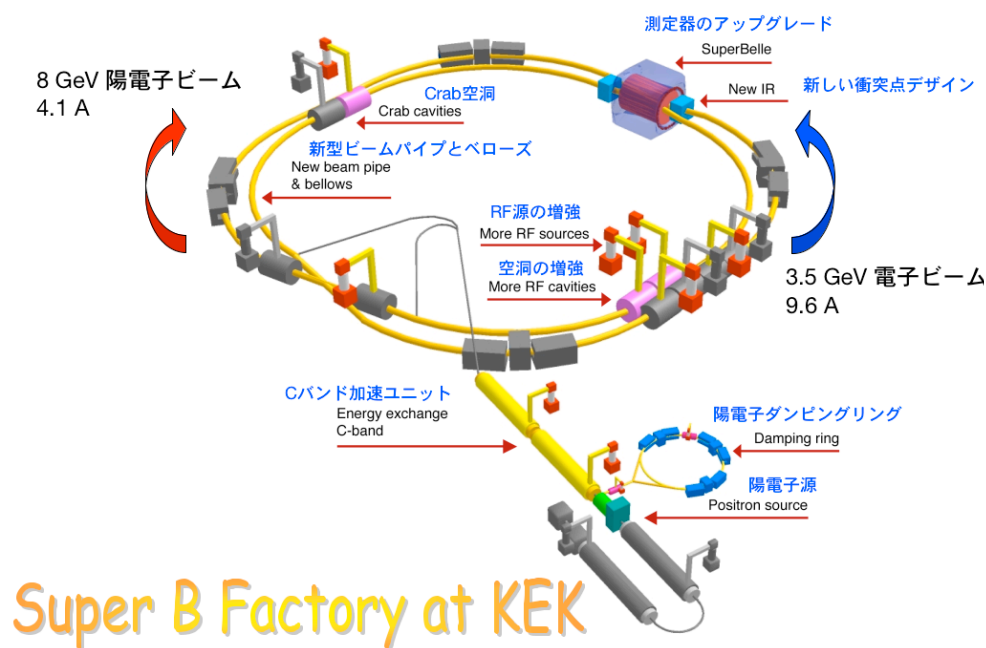 測定器のアップグレード
SuperBelle
8 GeV 陽電子ビーム
4.1 A
Crab空洞
Crab cavities
New IR
新しい衝突点デザイン
新型ビームパイプとベローズ
New beam pipe
& bellows
RF源の増強
More RF sources
空洞の増強
More RF cavities
3.5 GeV 電子ビーム
9.6 A
Cバンド加速ユニット
Energy exchange
C-band
陽電子ダンピングリング
Damping ring
陽電子源
Positron source
Super B Factory at KEK